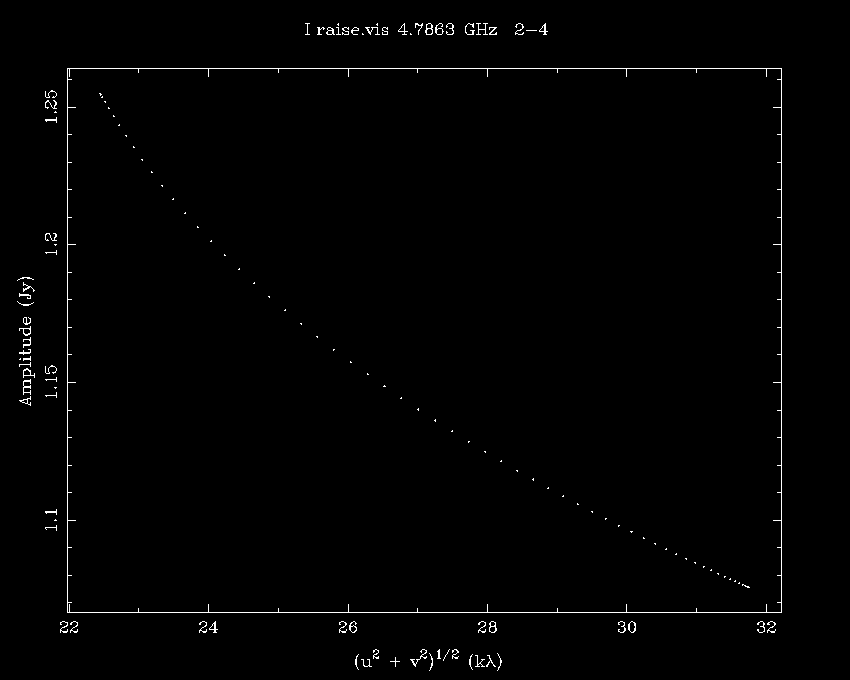 I raise.vis 4.7863 GHz 2−4
1.25
1.2
1.15
1.1
Amplitude (Jy)
22 24 26 28 30 32
(u² + v²)^1/2 (kλ)